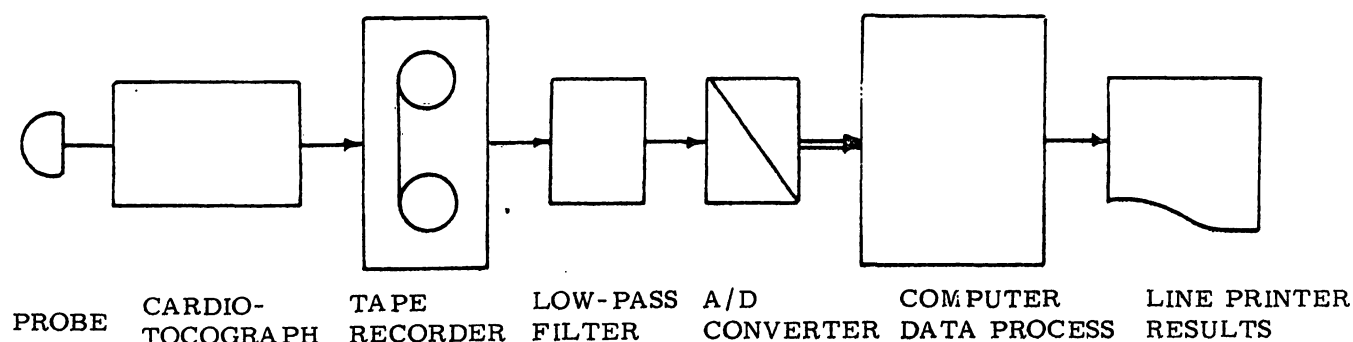 PROBE
CARDIO-
TOCOGRAPH
TAPE
RECORDER
LOW-PASS
FILTER
A/D
CONVERTER
COMPUTER
DATA PROCESS
LINE PRINTER
RESULTS